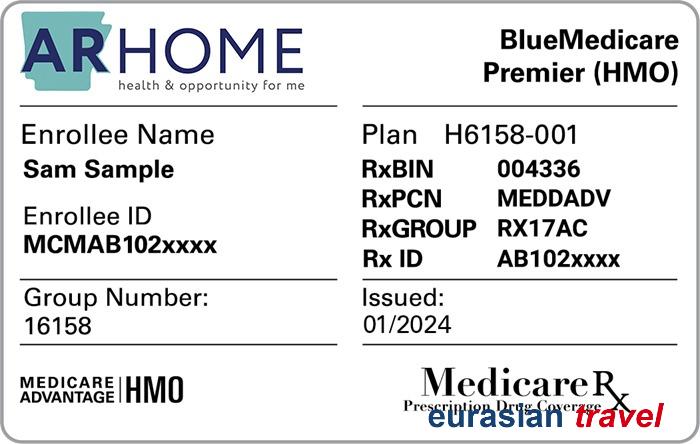 ARHOME
health & opportunity for me
BlueMedicare
Premier (HMO)
Enrollee Name
Sam Sample
Enrollee ID
MCMAB102xxxx
Plan H6158-001
RxBIN 004336
RxPCN MEDDADV
RxGROUP RX17AC
Rx ID AB102xxxx
Group Number:
16158
Issued:
01/2024
MEDICARE
ADVANTAGE HMO
MedicareRx
Prescription Drug Coverage
eurasian travel